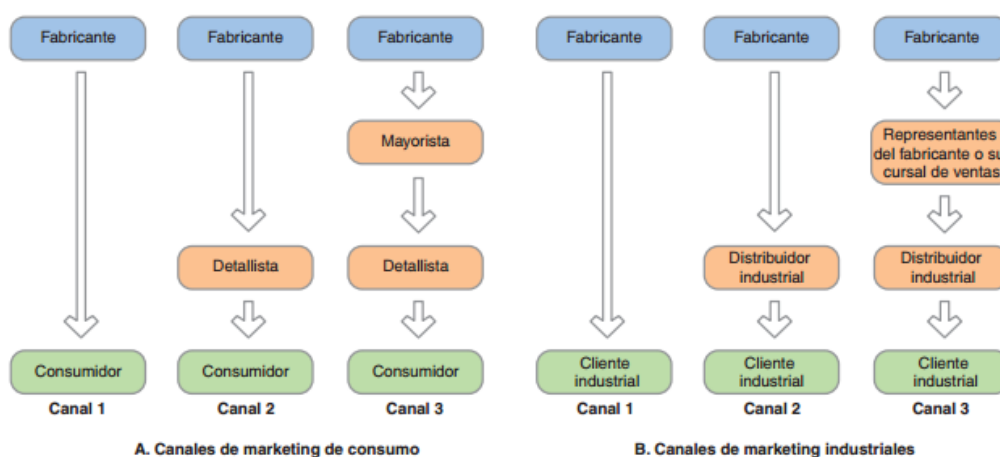 Fabricante Fabricante Fabricante Fabricante Fabricante Fabricante
Mayorista
Representantes
del fabricante o su
cursal de ventas
Detallista Detallista Distribuidor
industrial Distribuidor
industrial
Consumidor Consumidor Consumidor Cliente
industrial Cliente
industrial Cliente
industrial
Canal 1 Canal 2 Canal 3 Canal 1 Canal 2 Canal 3
A. Canales de marketing de consumo B. Canales de marketing industriales